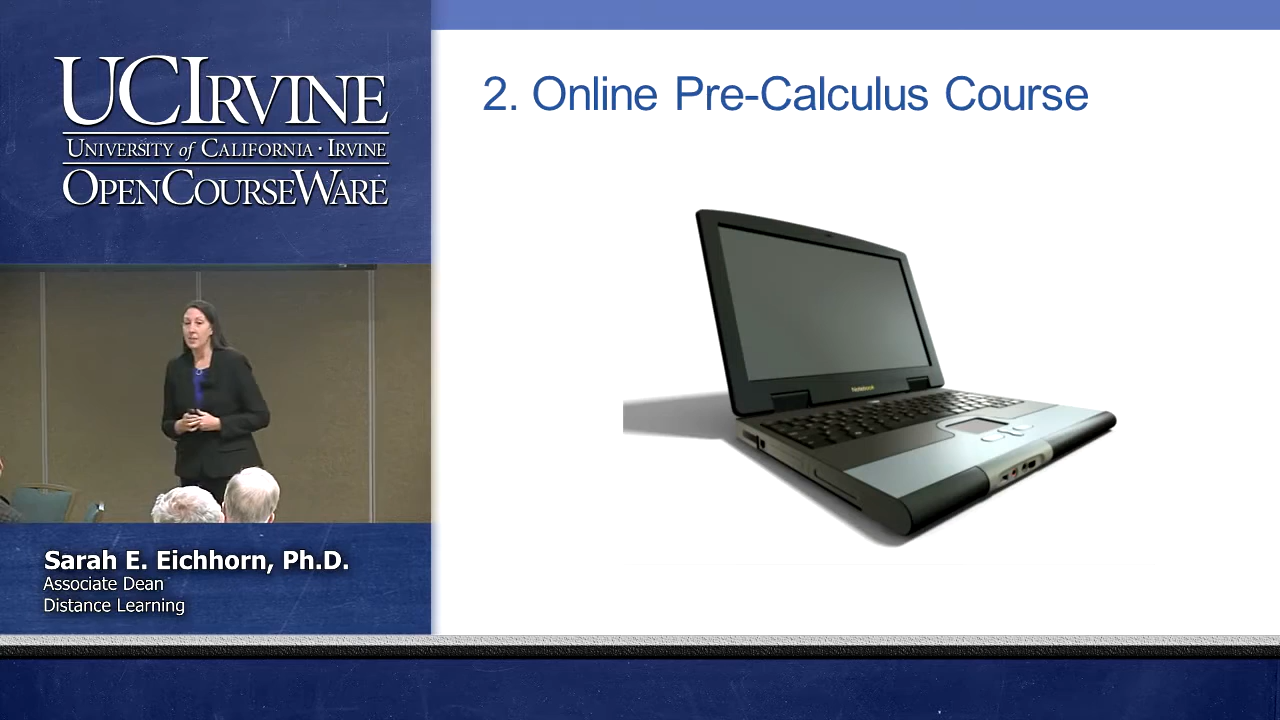 UCIRVINE
UNIVERSITY of CALIFORNIA · IRVINE
OPENCOURSEWARE
2. Online Pre-Calculus Course
Sarah E. Eichhorn, Ph.D.
Associate Dean
Distance Learning